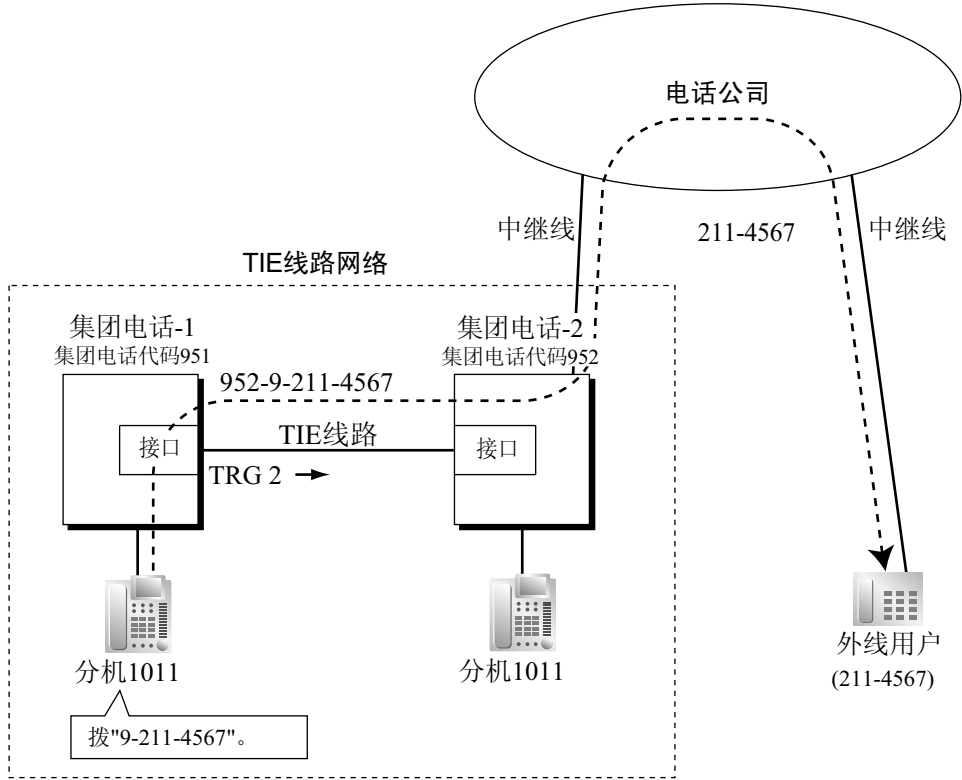 电话公司
中继线
211-4567
中继线
TIE线路网络
集团电话-1
集团电话代码951
集团电话-2
集团电话代码952
952-9-211-4567
接口
TIE线路
接口
TRG 2
分机1011
分机1011
外线用户
(211-4567)
拨"9-211-4567"。